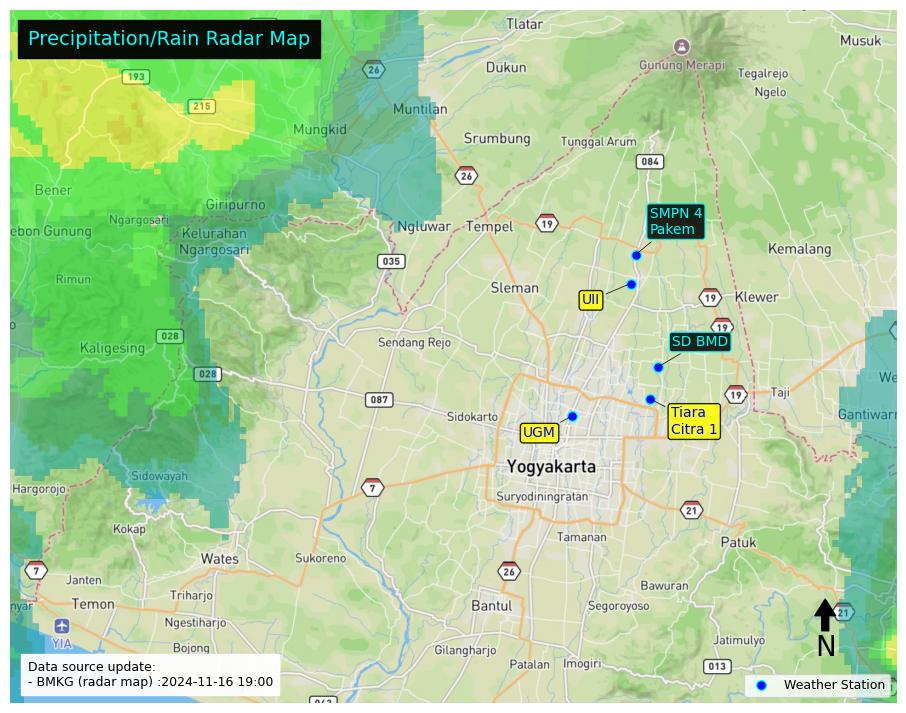 Precipitation/Rain Radar Map
Tlatar
Musuk
26
193
Dukun
Gunung Merapi
Tegalrejo
215
Muntilan
Ngelo
Mungkid
Srumbung
Tunggal Arum
084
26
Bener
Giripurno
Ngargosari
SMPN 4
Pakem
ebon Gunung
Kelurahan
Ngargosari
Ngluwar
Tempel
19
Kemalang
035
Rimun
Sleman
UII
19
Klewer
028
Kaligesing
Sendang Rejo
19
SD BMD
028
We
087
19
Taji
Sidokarto
Tiara
Citra 1
Gantiwarn
UGM
Yogyakarta
Sidowayah
Hargorojo
7
Suryodiningratan
21
Kokap
Tamanan
Patuk
Wates
Sukoreno
7
Janten
26
Bawuran
nyar
Temon
Triharjo
Bantul
Segoroyoso
21
Ngestiharjo
YIA
N
Jatimulyo
Bojong
Gilangharjo
Patalan
Imogiri
013
Data source update:
- BMKG (radar map) :2024-11-16 19:00
Weather Station